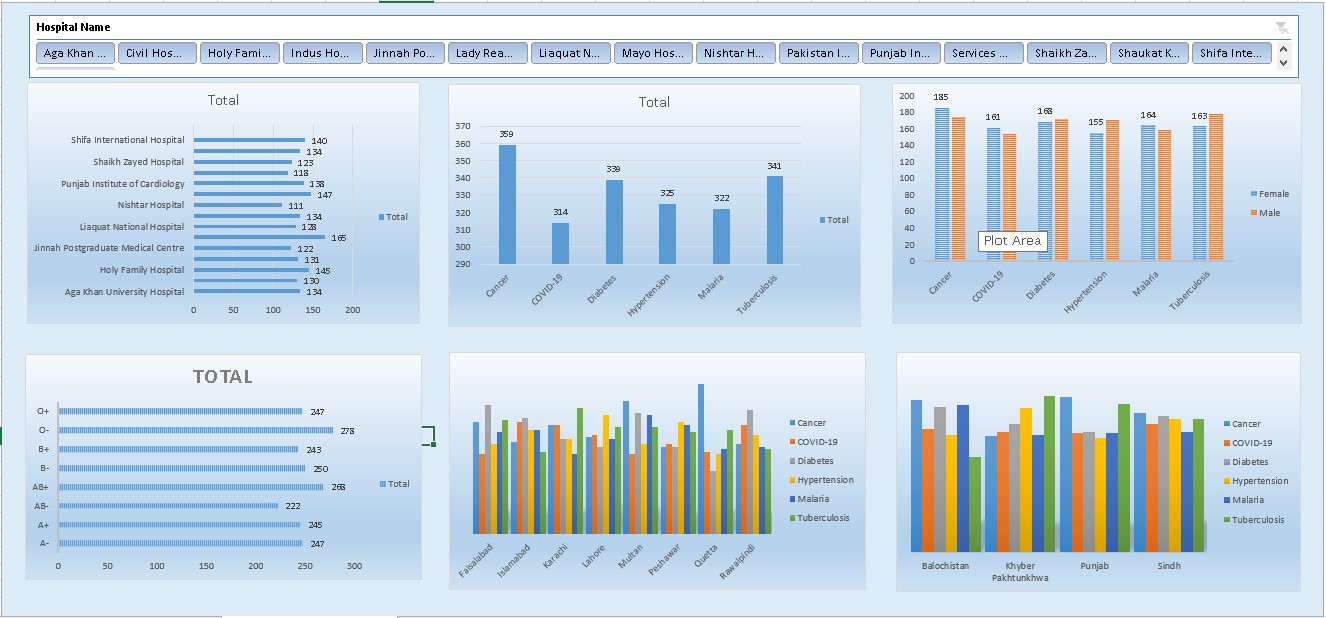 Hospital Name
Aga Khan ... Civil Hos... Holy Fami... Indus Ho... Jinnah Po... Lady Rea... Liaquat N... Mayo Hos... Nishtar H... Pakistan I... Punjab In... Services ... Shaikh Za... Shaukat K... Shifa Inte...
Total
Shifa International Hospital 140
134
Shaikh Zayed Hospital 123
118
Punjab Institute of Cardiology 138
147
Nishtar Hospital 111
134
Liaquat National Hospital 128
165
Jinnah Postgraduate Medical Centre 122
131
Holy Family Hospital 145
130
Aga Khan University Hospital 134
0 50 100 150 200
Total
Total
370
360
350
340
330
320
310
300
290
359 314 339 325 322 341
Cancer COVID-19 Diabetes Hypertension Malaria Tuberculosis
Total
200
180
160
140
120
100
80
60
40
20
0
185 161 168 155 164 163
Plot Area
Cancer COVID-19 Diabetes Hypertension Malaria Tuberculosis
Female
Male
TOTAL
O+ 247
O- 278
B+ 243
B- 250
AB+ 268
AB- 222
A+ 245
A- 247
0 50 100 150 200 250 300
Total
Faisalabad Islamabad Karachi Lahore Multan Peshawar Quetta Rawalpindi
Cancer
COVID-19
Diabetes
Hypertension
Malaria
Tuberculosis
Balochistan Khyber Punjab Sindh
Pakhtunkhwa
Cancer
COVID-19
Diabetes
Hypertension
Malaria
Tuberculosis